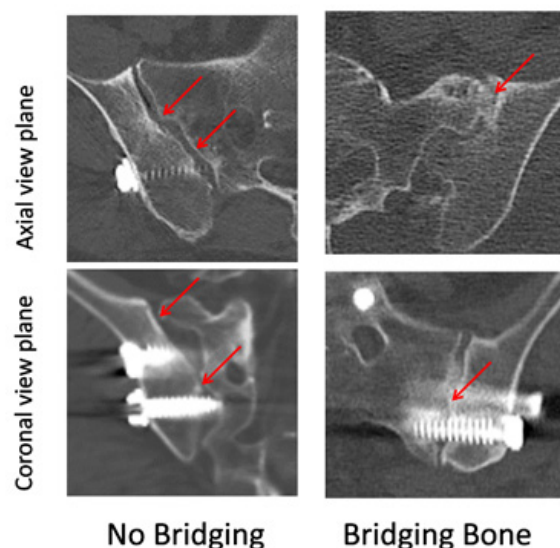 Axial view plane
Coronal view plane
No Bridging
Bridging Bone